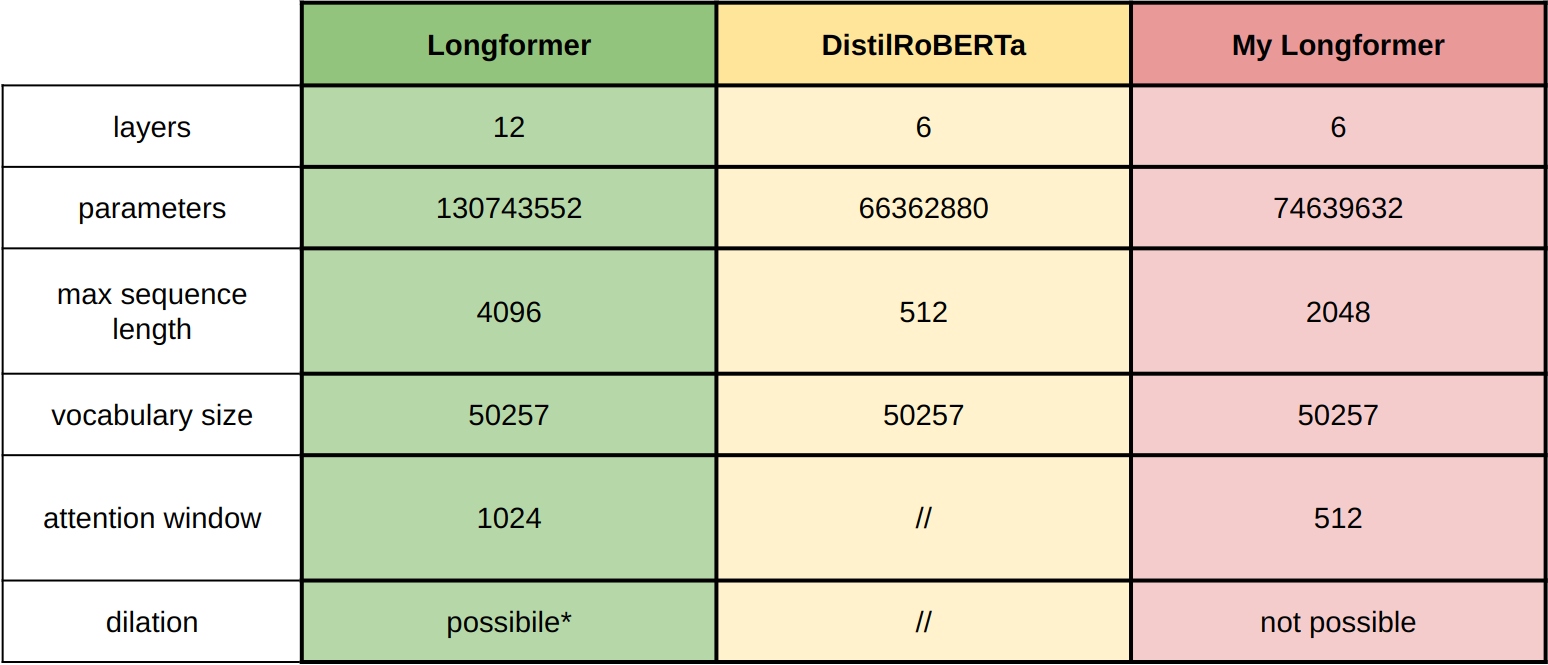 Longformer DistilRoBERTa My Longformer
layers 12 6 6
parameters 130743552 66362880 74639632
max sequence
length 4096 512 2048
vocabulary size 50257 50257 50257
attention window 1024 // 512
dilation possibile* // not possible